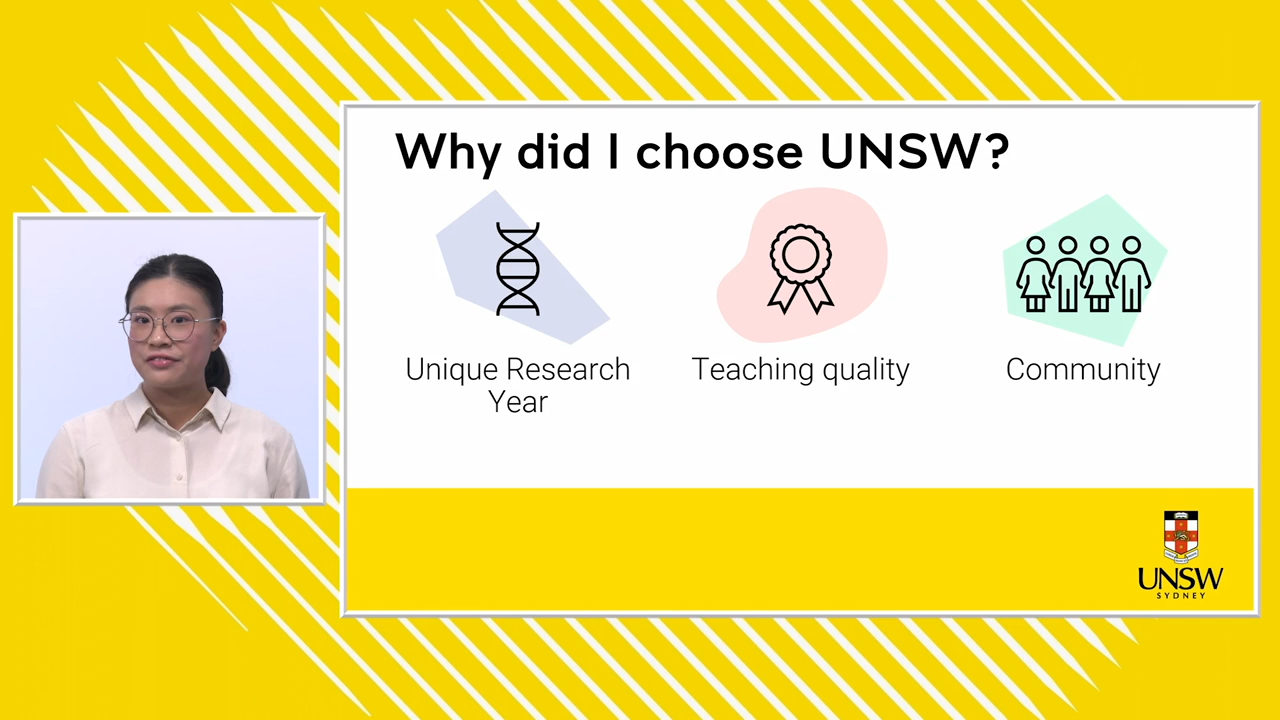 Why did I choose UNSW?
Unique Research
Year
Teaching quality
Community
UNSW
SYDNEY